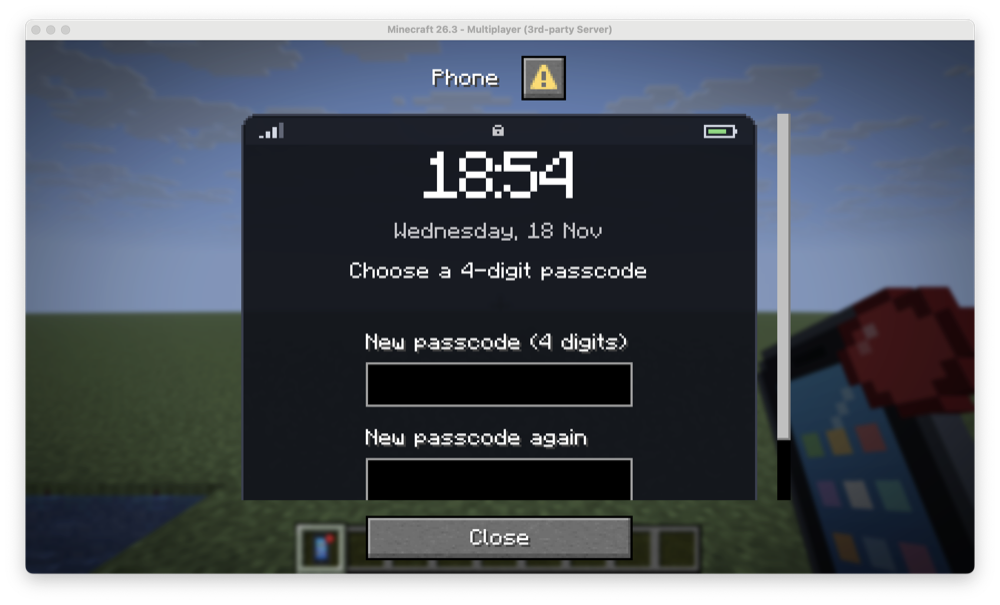 Minecraft 26.3 - Multiplayer (3rd-party Server)
Phone
18:54
Wednesday, 18 Nov
Choose a 4-digit passcode
New passcode (4 digits)
New passcode again
Close